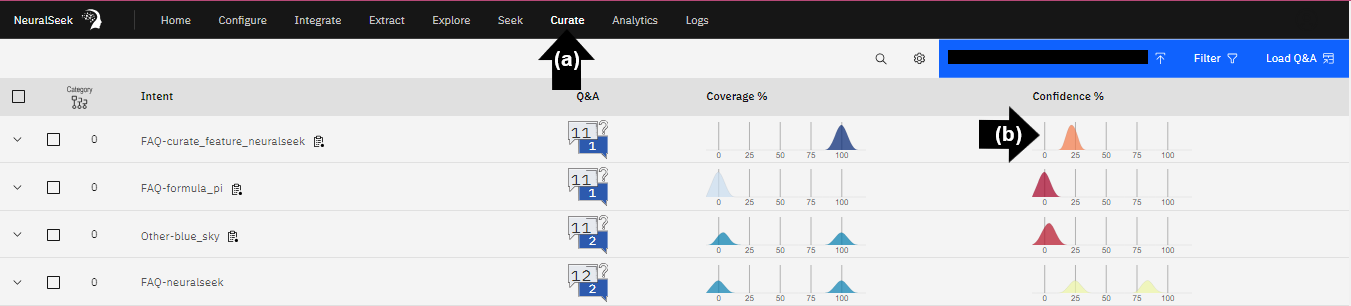 NeuralSeek Home Configure Integrate Extract Explore Seek Curate Analytics Logs
(a)
Filter Load Q&A
Category
Intent Q&A Coverage % Confidence %
(b)
0 FAQ-curate_feature_neuralseek 11 ? 1 0 25 50 75 100 0 25 50 75 100
0 FAQ-formula_pi 11 ? 1 0 25 50 75 100 0 25 50 75 100
0 Other-blue_sky 11 ? 2 0 25 50 75 100 0 25 50 75 100
0 FAQ-neuralseek 12 ? 2 0 25 50 75 100 0 25 50 75 100